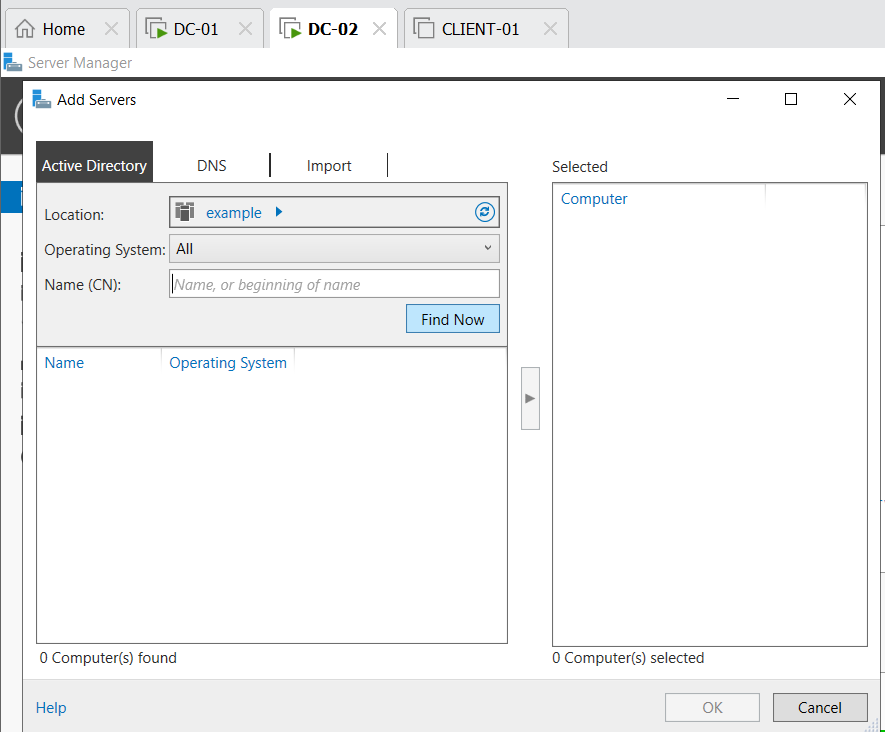 Home
DC-01
DC-02
CLIENT-01
Server Manager
Add Servers
Active Directory
DNS
Import
Selected
Location:
example
Computer
Operating System:
All
Name (CN):
Name, or beginning of name
Find Now
Name
Operating System
0 Computer(s) found
0 Computer(s) selected
Help
OK
Cancel